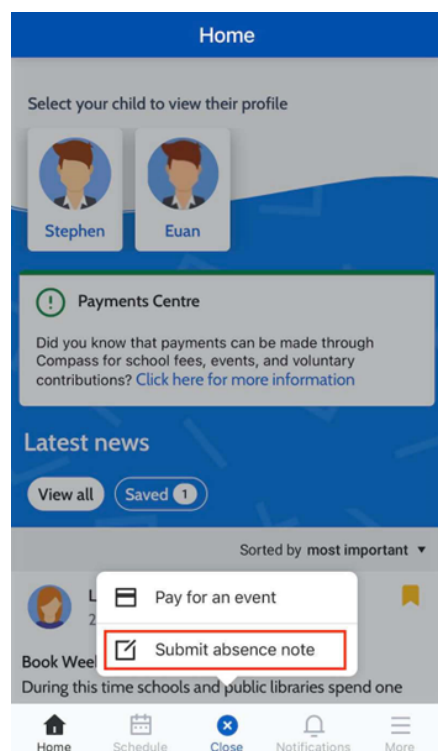 Home
Select your child to view their profile
Stephen
Euan
Payments Centre
Did you know that payments can be made through
Compass for school fees, events, and voluntary
contributions? Click here for more information
Latest news
View all
Saved 1
Sorted by most important
L
2
Pay for an event
Submit absence note
Book Wee
During this time schools and public libraries spend one
Home
Schedule
Close
Notifications
More